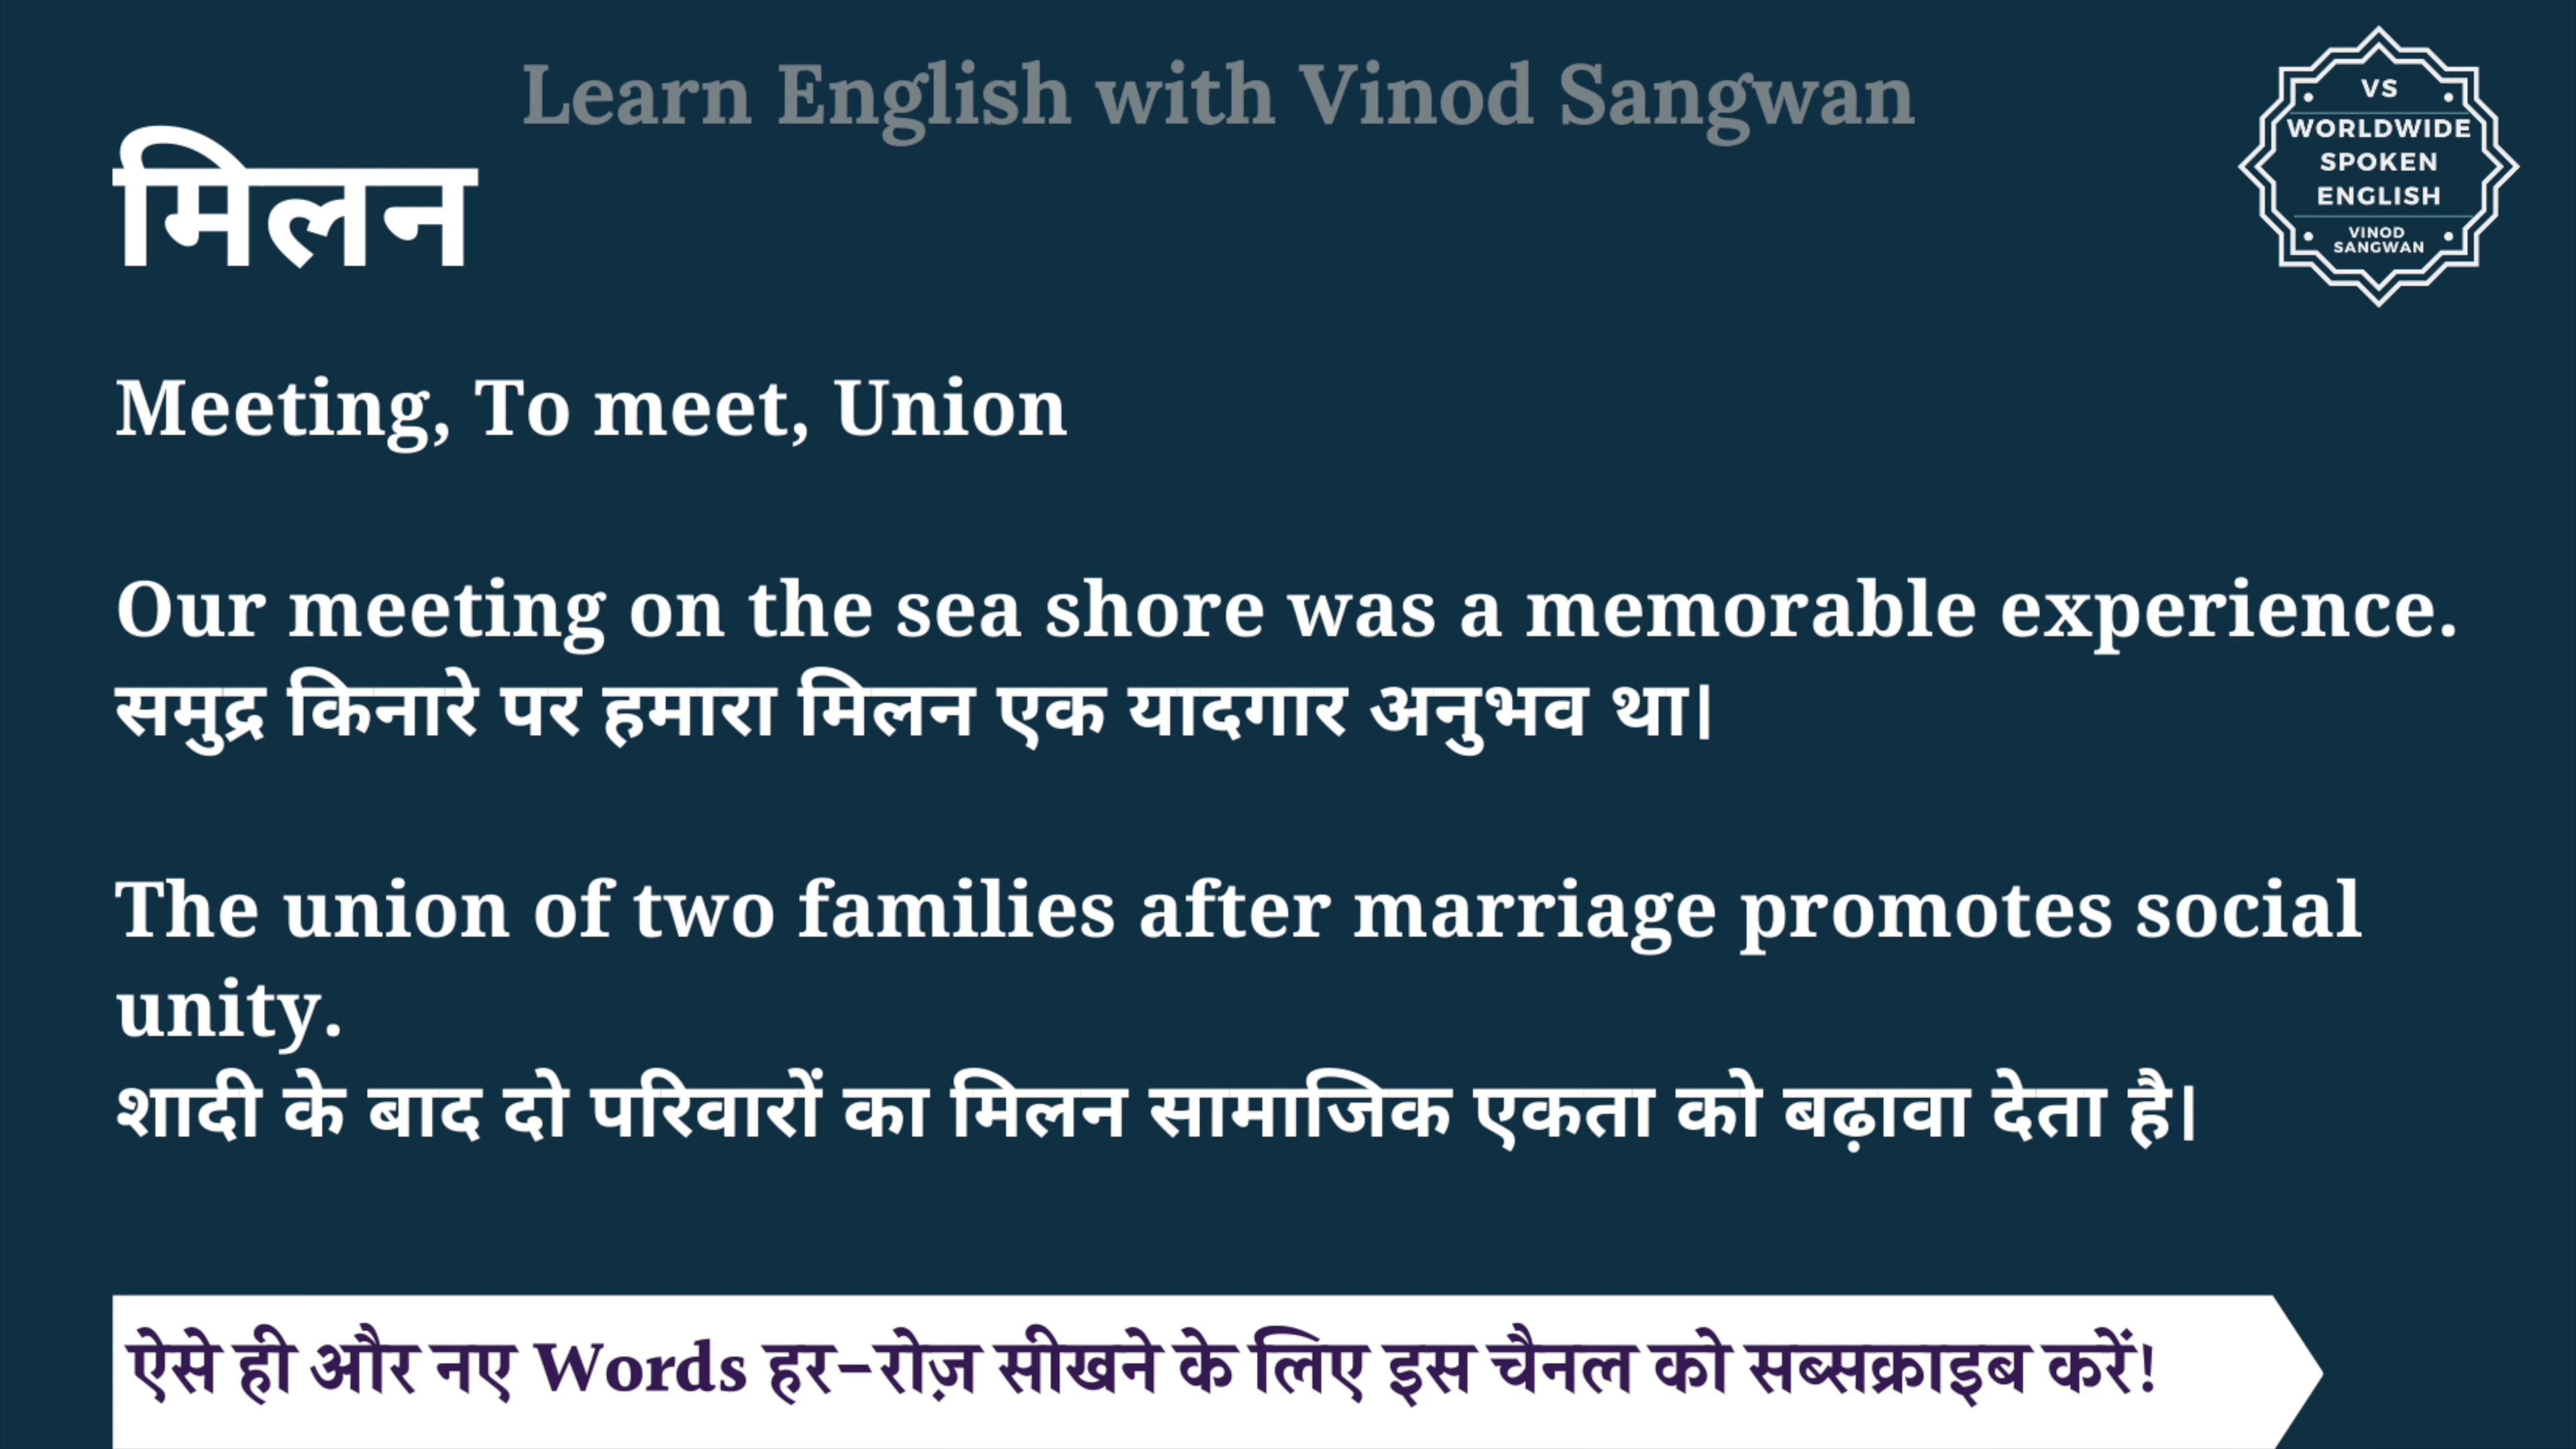 Learn English with Vinod Sangwan
VS
WORLDWIDE
SPOKEN
ENGLISH
VINOD
SANGWAN
मिलन
Meeting, To meet, Union
Our meeting on the sea shore was a memorable experience.
समुद्र किनारे पर हमारा मिलन एक यादगार अनुभव था।
The union of two families after marriage promotes social
unity.
शादी के बाद दो परिवारों का मिलन सामाजिक एकता को बढ़ावा देता है।
ऐसे ही और नए Words हर-रोज़ सीखने के लिए इस चैनल को सब्सक्राइब करें!